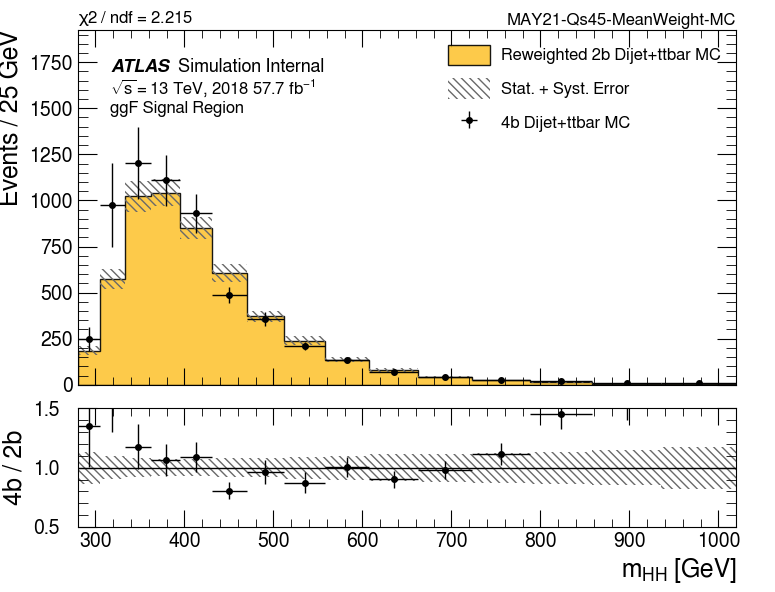 χ2 / ndf = 2.215
MAY21-Qs45-MeanWeight-MC
Events / 25 GeV
1750
1500
1250
1000
750
500
250
0
ATLAS Simulation Internal
√s = 13 TeV, 2018 57.7 fb⁻¹
ggF Signal Region
Reweighted 2b Dijet+ttbar MC
Stat. + Syst. Error
4b Dijet+ttbar MC
4b / 2b
1.5
1.0
0.5
300 400 500 600 700 800 900 1000
mHH [GeV]